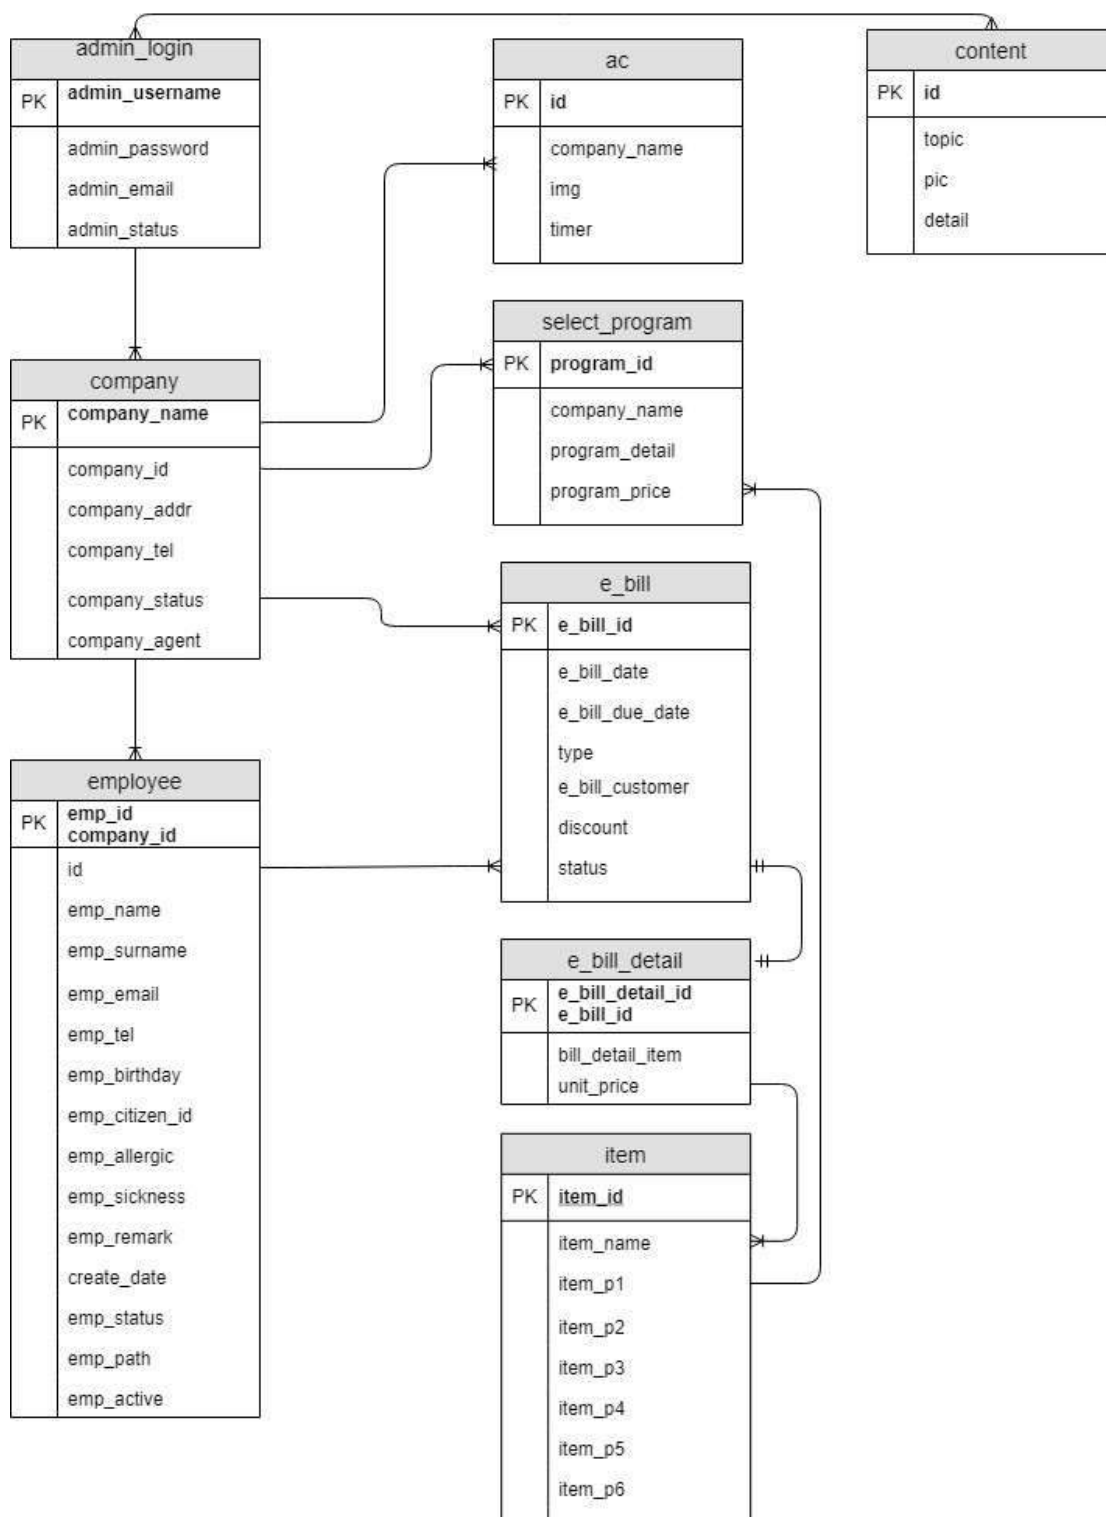 admin_login
PK admin_username
admin_password
admin_email
admin_status
ac
PK id
company_name
img
timer
content
PK id
topic
pic
detail
select_program
PK program_id
company_name
program_detail
program_price
company
PK company_name
company_id
company_addr
company_tel
company_status
company_agent
e_bill
PK e_bill_id
e_bill_date
e_bill_due_date
type
e_bill_customer
discount
status
employee
PK emp_id
company_id
id
emp_name
emp_surname
emp_email
emp_tel
emp_birthday
emp_citizen_id
emp_allergic
emp_sickness
emp_remark
create_date
emp_status
emp_path
emp_active
e_bill_detail
PK e_bill_detail_id
e_bill_id
bill_detail_item
unit_price
item
PK item_id
item_name
item_p1
item_p2
item_p3
item_p4
item_p5
item_p6